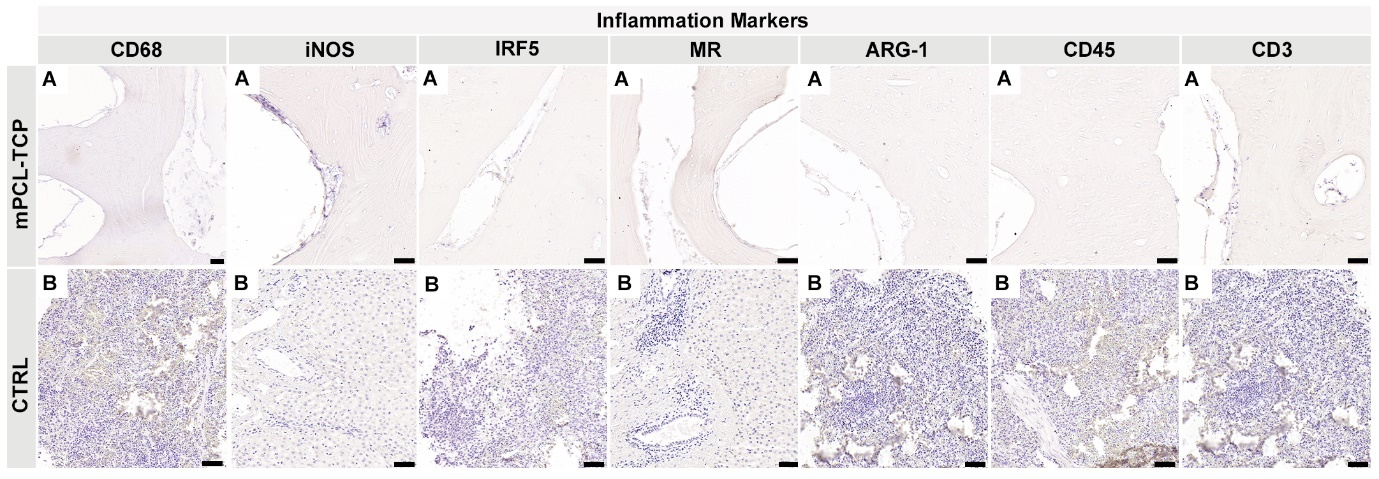 Inflammation Markers
CD68 iNOS IRF5 MR ARG-1 CD45 CD3
mPCL-TCP
A A A A A A A
CTRL
B B B B B B B